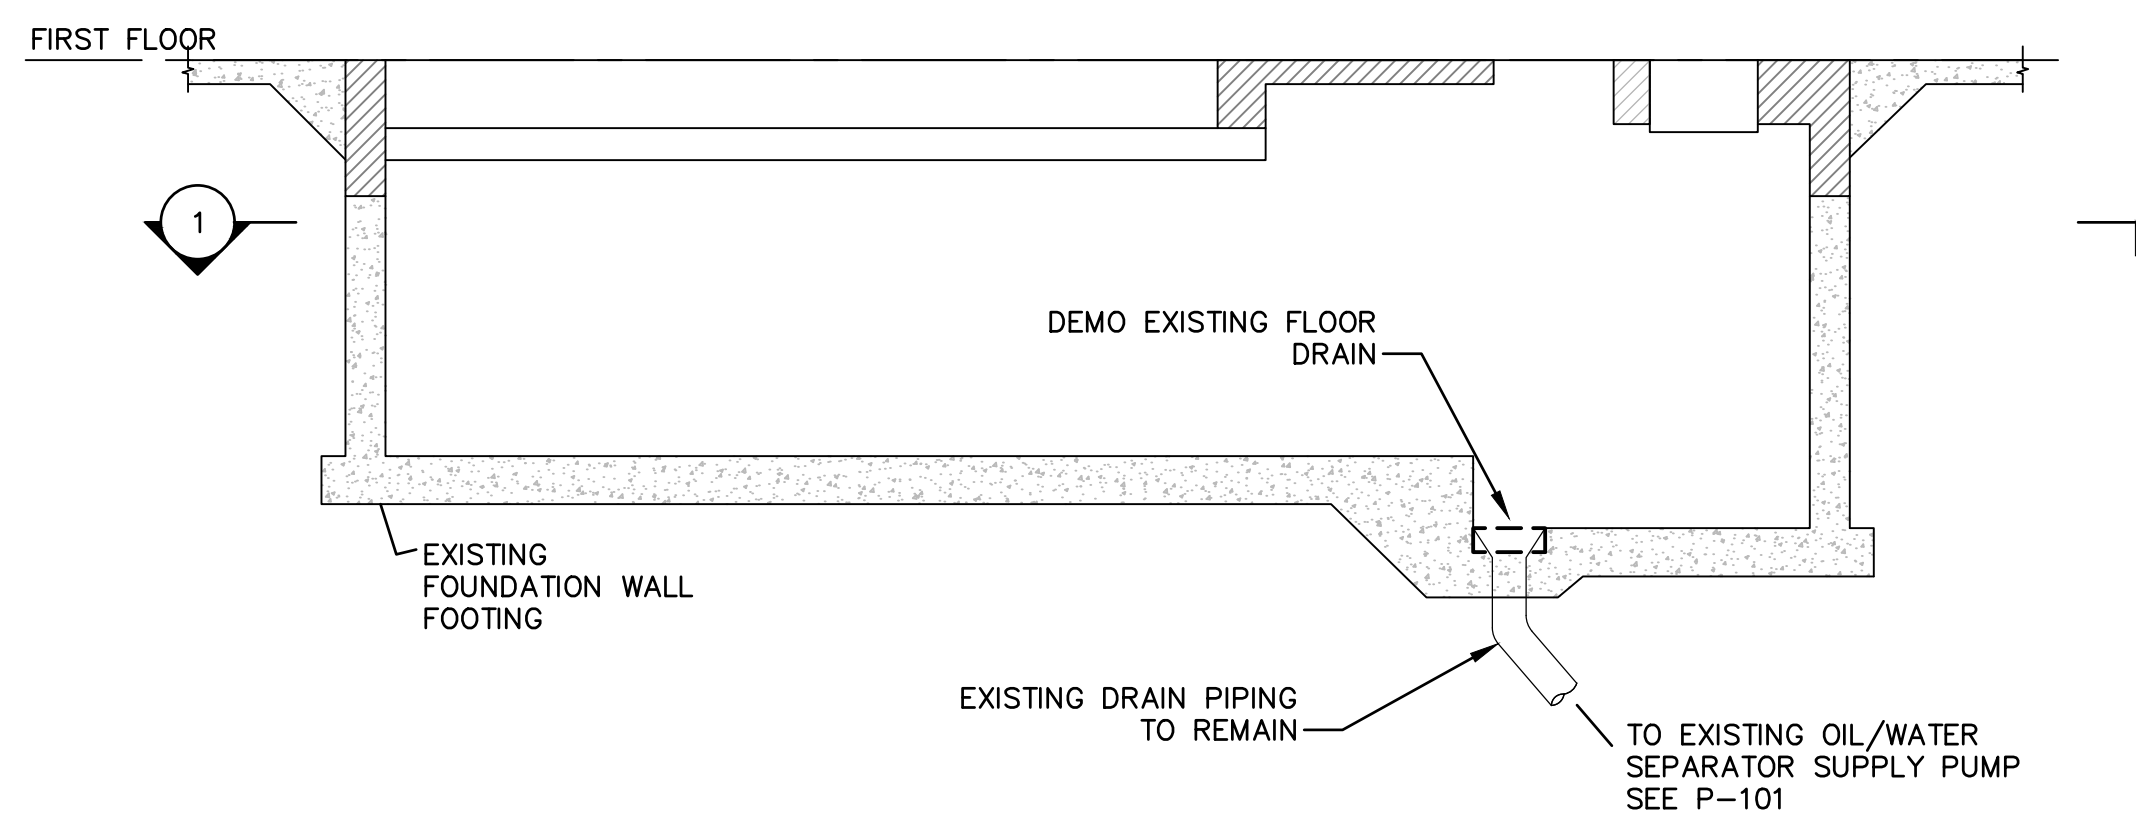 FIRST FLOOR
1
DEMO EXISTING FLOOR
DRAIN
EXISTING
FOUNDATION WALL
FOOTING
EXISTING DRAIN PIPING
TO REMAIN
TO EXISTING OIL/WATER
SEPARATOR SUPPLY PUMP
SEE P-101